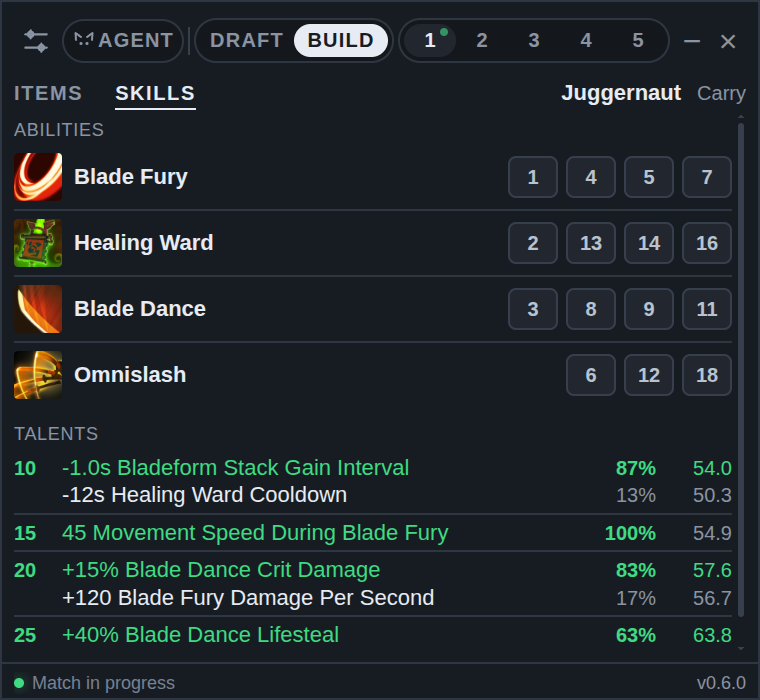 AGENT DRAFT BUILD 1 2 3 4 5
ITEMS SKILLS Juggernaut Carry
ABILITIES
Blade Fury 1 4 5 7
Healing Ward 2 13 14 16
Blade Dance 3 8 9 11
Omnislash 6 12 18
TALENTS
10 -1.0s Bladeform Stack Gain Interval 87% 54.0
-12s Healing Ward Cooldown 13% 50.3
15 45 Movement Speed During Blade Fury 100% 54.9
20 +15% Blade Dance Crit Damage 83% 57.6
+120 Blade Fury Damage Per Second 17% 56.7
25 +40% Blade Dance Lifesteal 63% 63.8
Match in progress v0.6.0